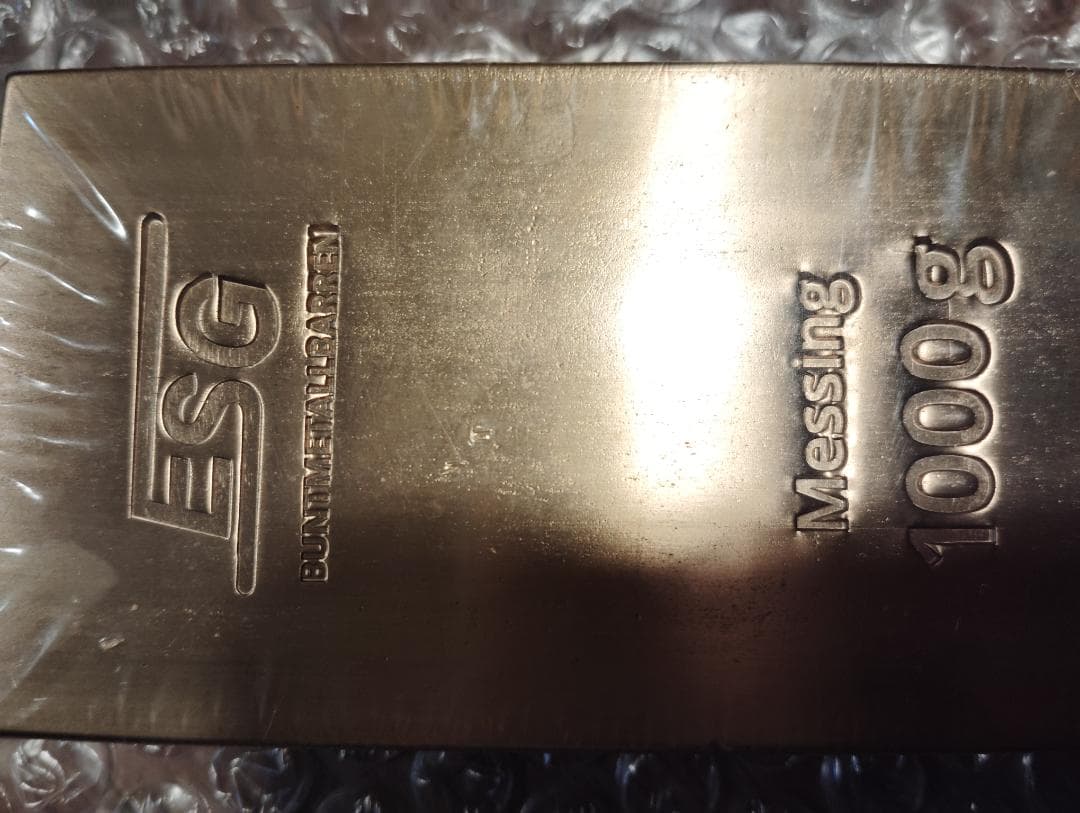 ESG
BUNTMETALLBARREN
Messing
1000 g